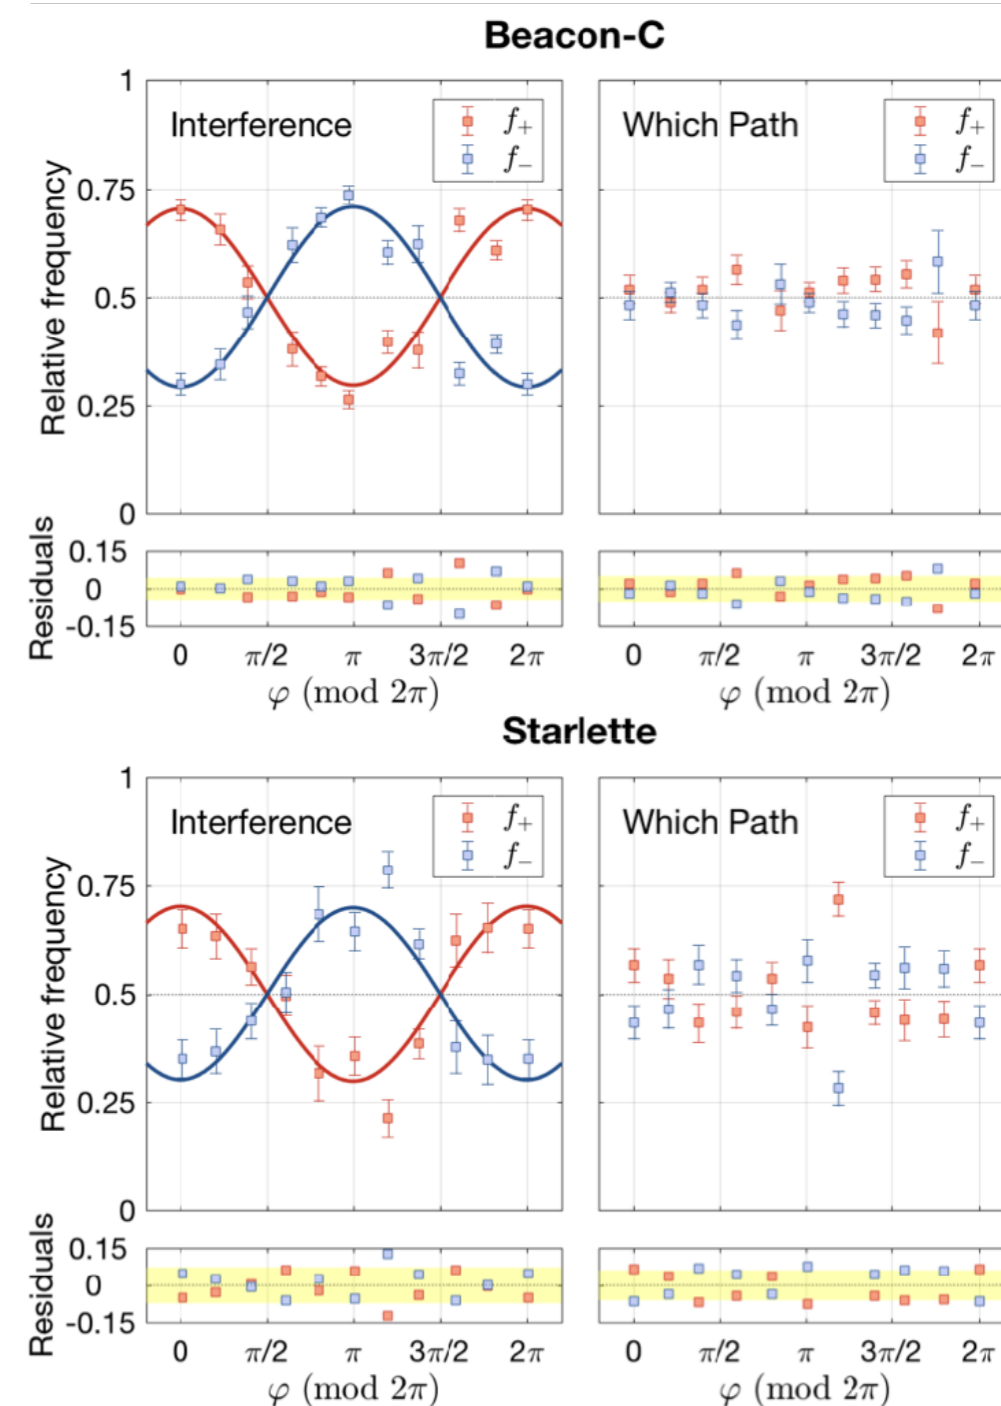 Beacon-C
Interference
f₊
f₋
Which Path
f₊
f₋
Relative frequency
1
0.75
0.5
0.25
0
Residuals
0.15
0
-0.15
0 π/2 π 3π/2 2π
φ (mod 2π)
0 π/2 π 3π/2 2π
φ (mod 2π)
Starlette
Interference
f₊
f₋
Which Path
f₊
f₋
Relative frequency
1
0.75
0.5
0.25
0
Residuals
0.15
0
-0.15
0 π/2 π 3π/2 2π
φ (mod 2π)
0 π/2 π 3π/2 2π
φ (mod 2π)